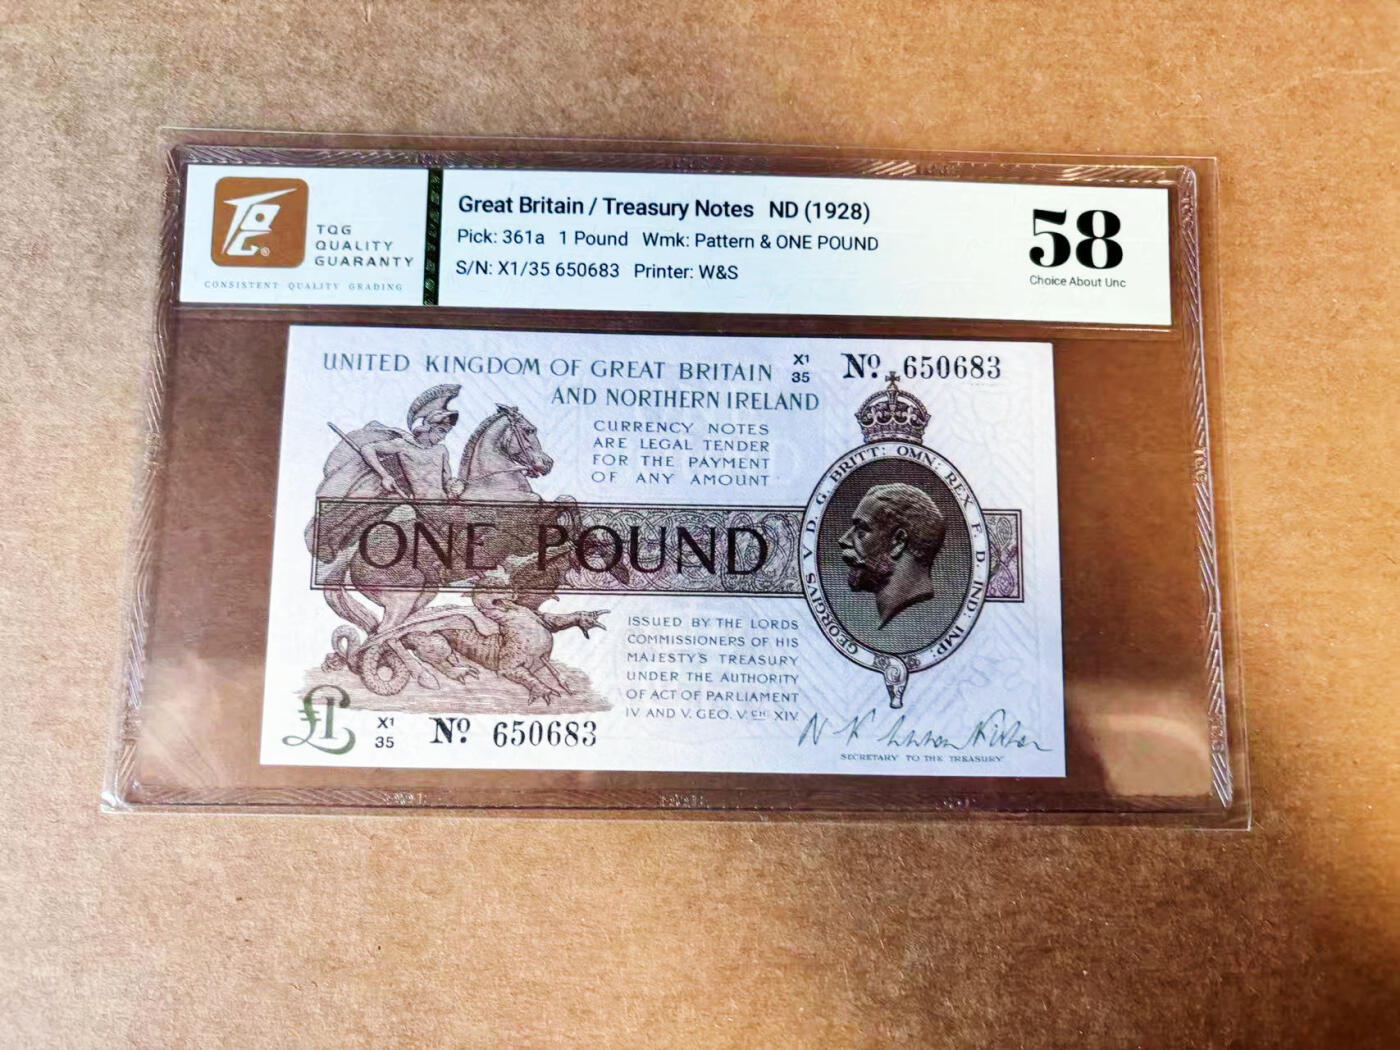 TQG
QUALITY
GUARANTY
CONSISTENT QUALITY GRADING
Great Britain / Treasury Notes ND (1928)
Pick: 361a 1 Pound Wmk: Pattern & ONE POUND
S/N: X1/35 650683 Printer: W&S
58
Choice About Unc
UNITED KINGDOM OF GREAT BRITAIN
AND NORTHERN IRELAND
X1
35
No. 650683
CURRENCY NOTES
ARE LEGAL TENDER
FOR THE PAYMENT
OF ANY AMOUNT
GEORGIVS V D. G. BRITT: OMN: REX F. D. IND: IMP:
ONE POUND
ISSUED BY THE LORDS
COMMISSIONERS OF HIS
MAJESTY'S TREASURY
UNDER THE AUTHORITY
OF ACT OF PARLIAMENT
IV AND V. GEO. V. CH. XIV.
£1
X1
35
No. 650683
SECRETARY TO THE TREASURY